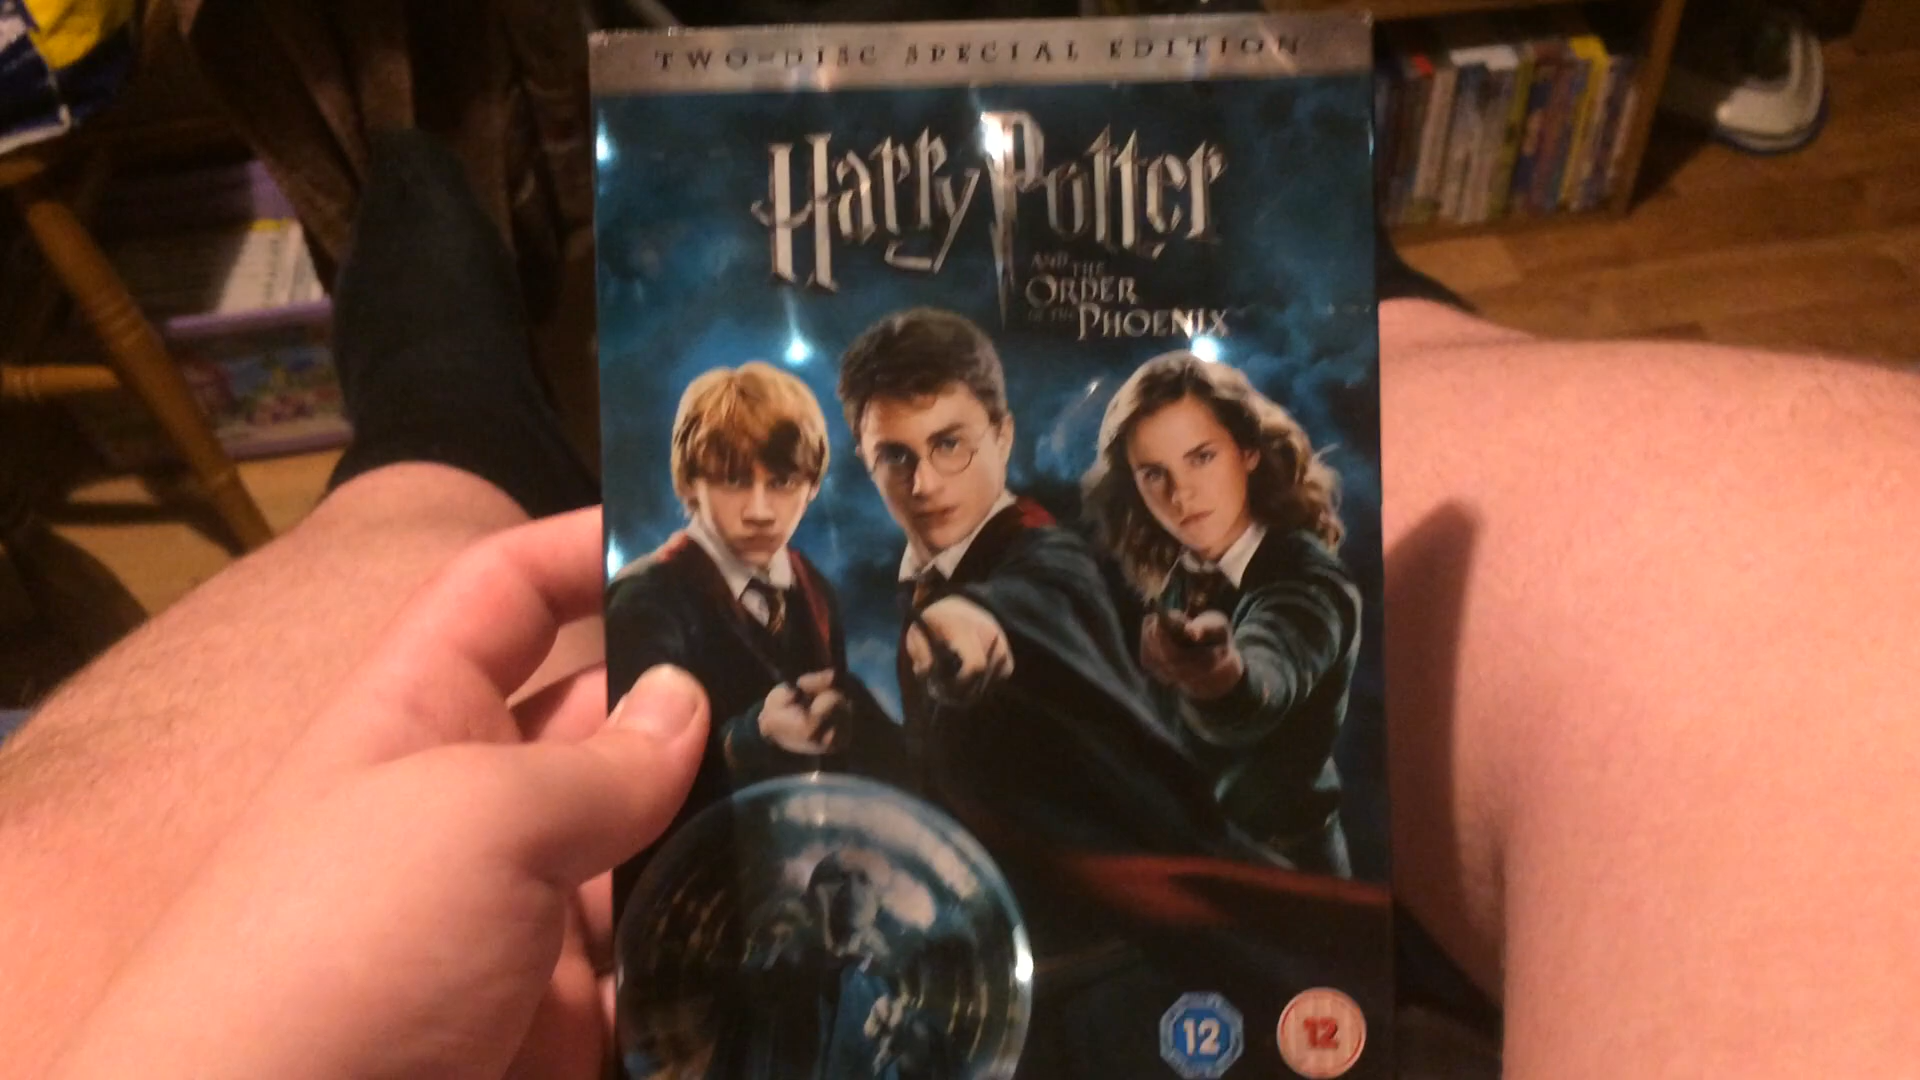 TWO-DISC SPECIAL EDITION
Harry Potter
AND THE
ORDER
OF THE
PHOENIX
12
12